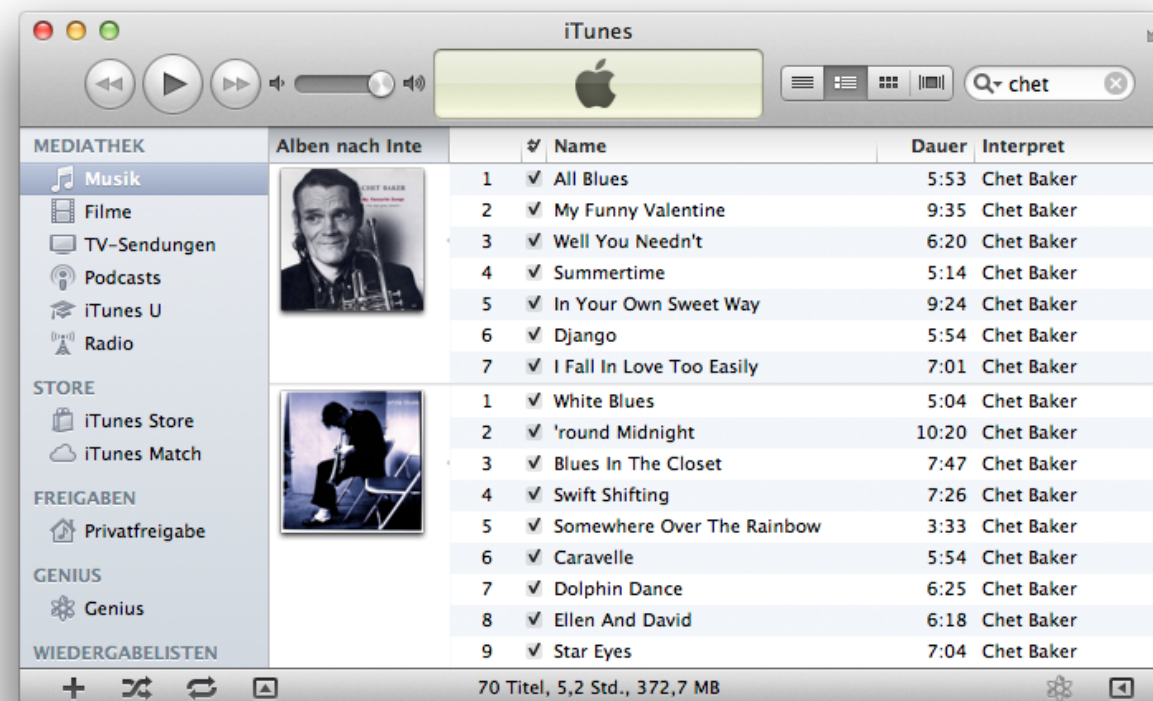 iTunes
chet
MEDIATHEK
Musik
Filme
TV-Sendungen
Podcasts
iTunes U
Radio
STORE
iTunes Store
iTunes Match
FREIGABEN
Privatfreigabe
GENIUS
Genius
WIEDERGABELISTEN
Alben nach Inte
CHET BAKER
My Favourite Songs
Name Dauer Interpret
1 All Blues 5:53 Chet Baker
2 My Funny Valentine 9:35 Chet Baker
3 Well You Needn't 6:20 Chet Baker
4 Summertime 5:14 Chet Baker
5 In Your Own Sweet Way 9:24 Chet Baker
6 Django 5:54 Chet Baker
7 I Fall In Love Too Easily 7:01 Chet Baker
1 White Blues 5:04 Chet Baker
2 'round Midnight 10:20 Chet Baker
3 Blues In The Closet 7:47 Chet Baker
4 Swift Shifting 7:26 Chet Baker
5 Somewhere Over The Rainbow 3:33 Chet Baker
6 Caravelle 5:54 Chet Baker
7 Dolphin Dance 6:25 Chet Baker
8 Ellen And David 6:18 Chet Baker
9 Star Eyes 7:04 Chet Baker
70 Titel, 5,2 Std., 372,7 MB